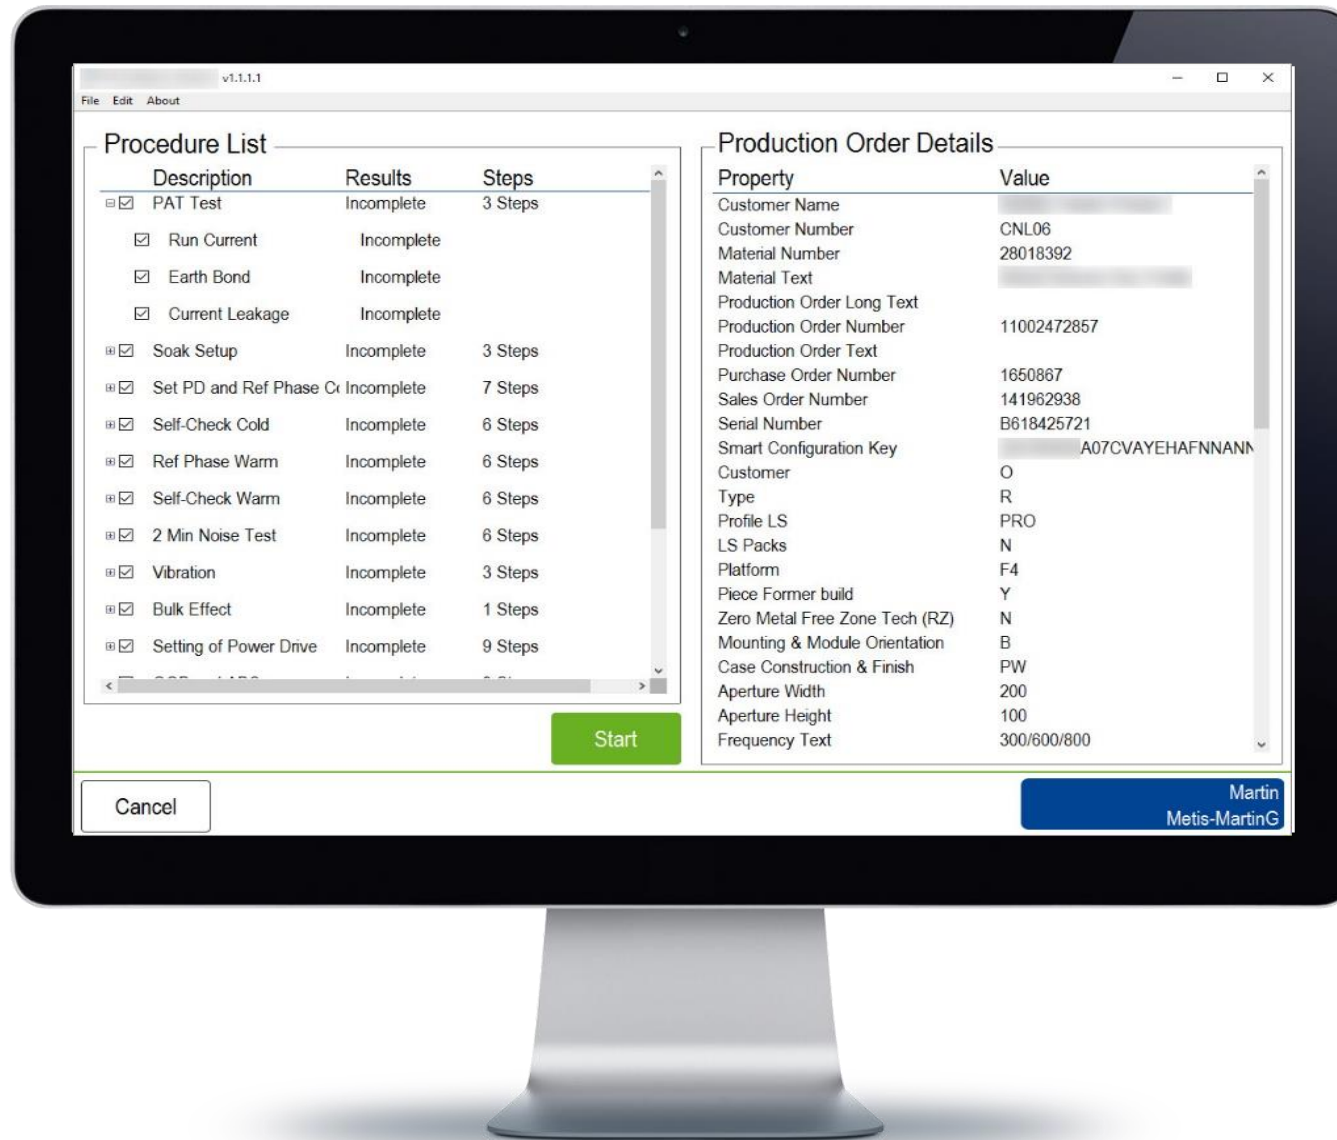 v1.1.1.1
File Edit About
Procedure List
Description Results Steps
PAT Test Incomplete 3 Steps
Run Current Incomplete
Earth Bond Incomplete
Current Leakage Incomplete
Soak Setup Incomplete 3 Steps
Set PD and Ref Phase Incomplete 7 Steps
Self-Check Cold Incomplete 6 Steps
Ref Phase Warm Incomplete 6 Steps
Self-Check Warm Incomplete 6 Steps
2 Min Noise Test Incomplete 6 Steps
Vibration Incomplete 3 Steps
Bulk Effect Incomplete 1 Steps
Setting of Power Drive Incomplete 9 Steps
Start
Production Order Details
Property Value
Customer Name
Customer Number CNL06
Material Number 28018392
Material Text
Production Order Long Text
Production Order Number 11002472857
Production Order Text
Purchase Order Number 1650867
Sales Order Number 141962938
Serial Number B618425721
Smart Configuration Key A07CVAYEHAFNNANN
Customer O
Type R
Profile LS PRO
LS Packs N
Platform F4
Piece Former build Y
Zero Metal Free Zone Tech (RZ) N
Mounting & Module Orientation B
Case Construction & Finish PW
Aperture Width 200
Aperture Height 100
Frequency Text 300/600/800
Cancel
Martin
Metis-MartinG